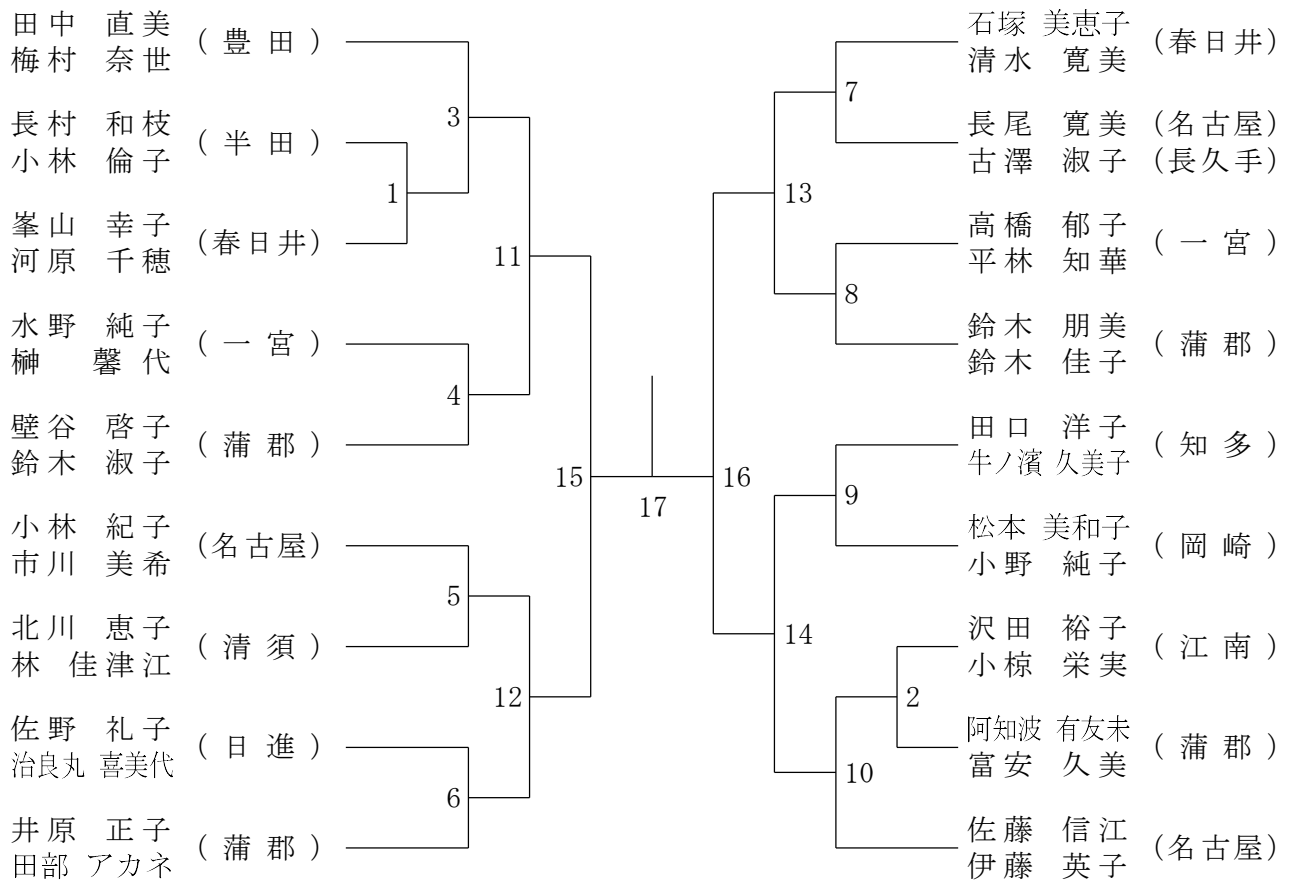 田中 直美
梅村 奈世
(豊田)
長村 和枝
小林 倫子
(半田)
峯山 幸子
河原 千穂
(春日井)
水野 純子
榊 馨代
(一宮)
壁谷 啓子
鈴木 淑子
(蒲郡)
小林 紀子
市川 美希
(名古屋)
北川 恵子
林 佳津江
(清須)
佐野 礼子
治良丸 喜美代
(日進)
井原 正子
田部 アカネ
(蒲郡)
3
1
11
4
15
5
12
6
17
16
7
13
8
9
14
2
10
石塚 美恵子
清水 寛美
(春日井)
長尾 寛美 (名古屋)
古澤 淑子 (長久手)
高橋 郁子
平林 知華
(一宮)
鈴木 朋美
鈴木 佳子
(蒲郡)
田口 洋子
牛ノ濱 久美子
(知多)
松本 美和子
小野 純子
(岡崎)
沢田 裕子
小椋 栄実
(江南)
阿知波 有友未
富安 久美
(蒲郡)
佐藤 信江
伊藤 英子
(名古屋)